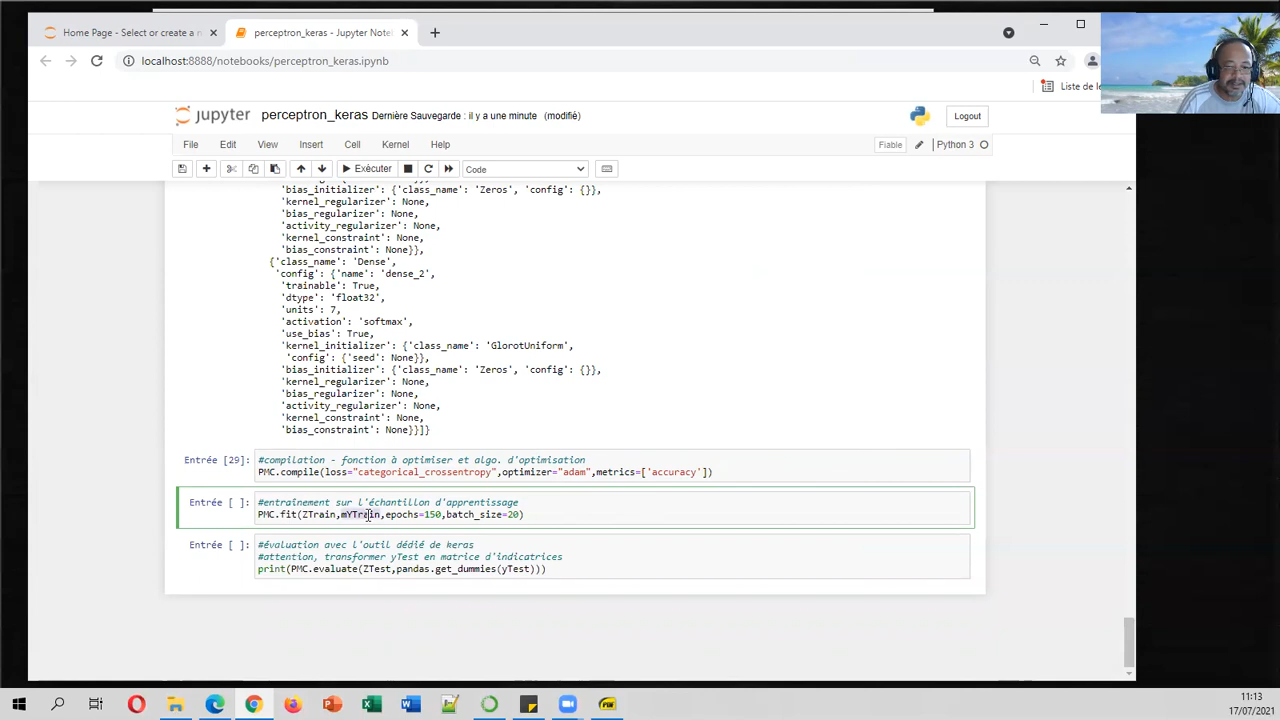 Home Page - Select or create a n
perceptron_keras - Jupyter Note
localhost:8888/notebooks/perceptron_keras.ipynb
Liste de le
jupyter perceptron_keras Dernière Sauvegarde : il y a une minute (modifié)
Logout
File Edit View Insert Cell Kernel Help
Fiable Python 3
Exécuter Code
'bias_initializer': {'class_name': 'Zeros', 'config': {}},
'kernel_regularizer': None,
'bias_regularizer': None,
'activity_regularizer': None,
'kernel_constraint': None,
'bias_constraint': None}},
{'class_name': 'Dense',
'config': {'name': 'dense_2',
'trainable': True,
'dtype': 'float32',
'units': 7,
'activation': 'softmax',
'use_bias': True,
'kernel_initializer': {'class_name': 'GlorotUniform',
'config': {'seed': None}},
'bias_initializer': {'class_name': 'Zeros', 'config': {}},
'kernel_regularizer': None,
'bias_regularizer': None,
'activity_regularizer': None,
'kernel_constraint': None,
'bias_constraint': None}}]}
Entrée [29]: #compilation - fonction à optimiser et algo. d'optimisation
PMC.compile(loss="categorical_crossentropy",optimizer="adam",metrics=['accuracy'])
Entrée [ ]: #entraînement sur l'échantillon d'apprentissage
PMC.fit(ZTrain,mYTrain,epochs=150,batch_size=20)
Entrée [ ]: #évaluation avec l'outil dédié de keras
#attention, transformer yTest en matrice d'indicatrices
print(PMC.evaluate(ZTest,pandas.get_dummies(yTest)))
11:13
17/07/2021